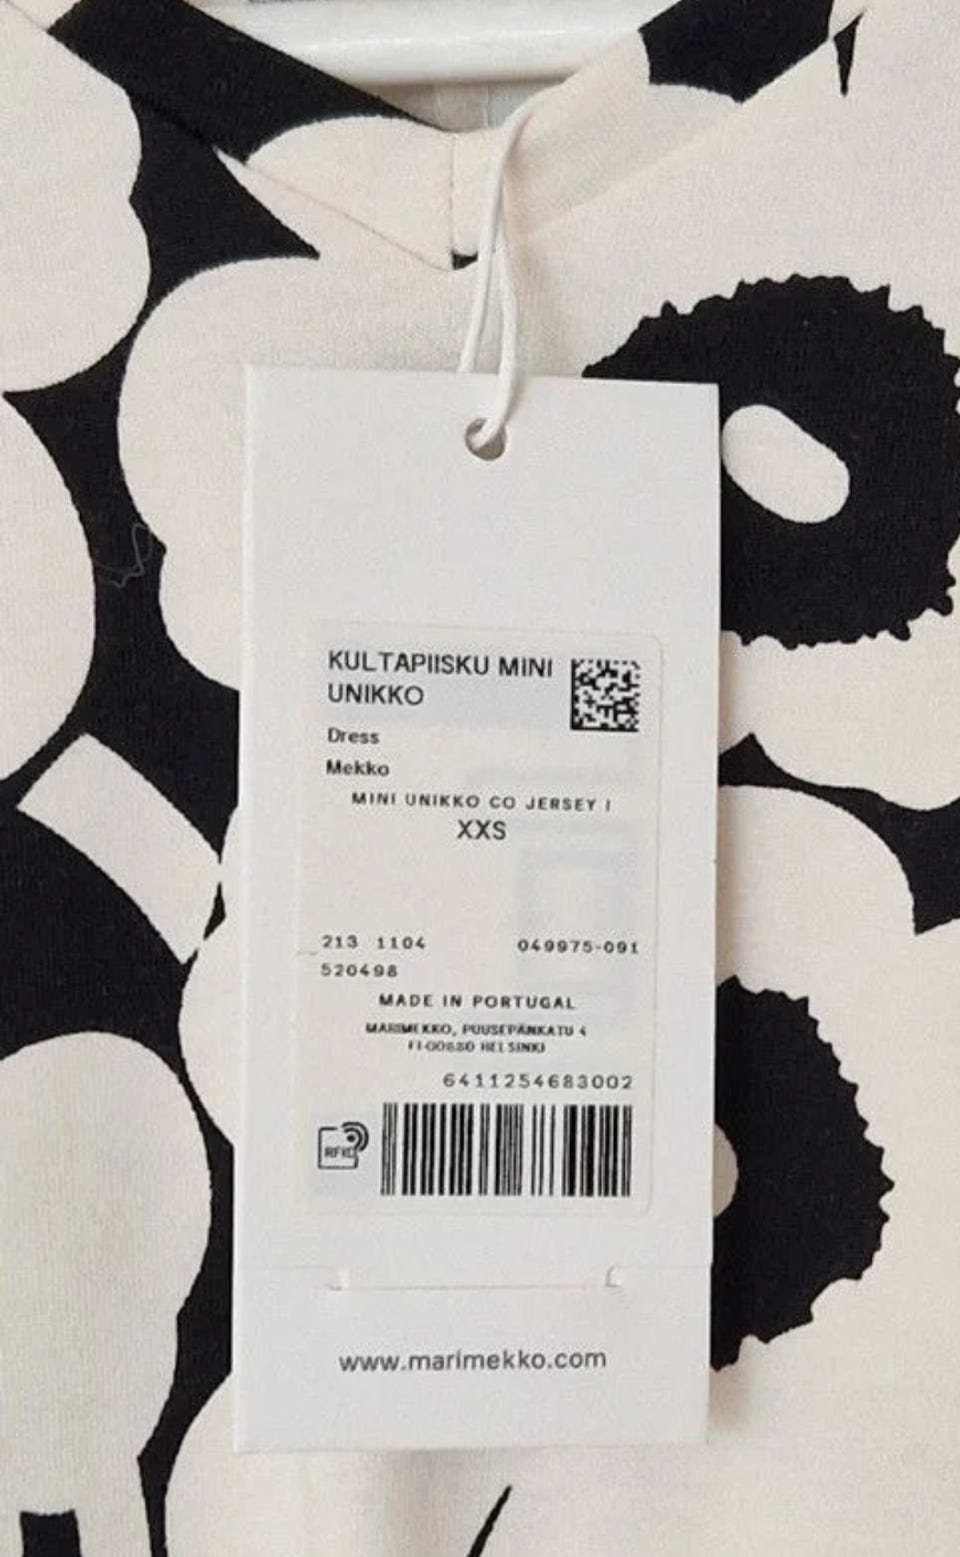 KULTAPIISKU MINI
UNIKKO
Dress
Mekko
MINI UNIKKO CO JERSEY I
XXS
213 1104 049975-091
520498
MADE IN PORTUGAL
MARIMEKKO, PUUSEPÄNKATU 4
FI-00880 HELSINKI
6411254683002
RFID
www.marimekko.com